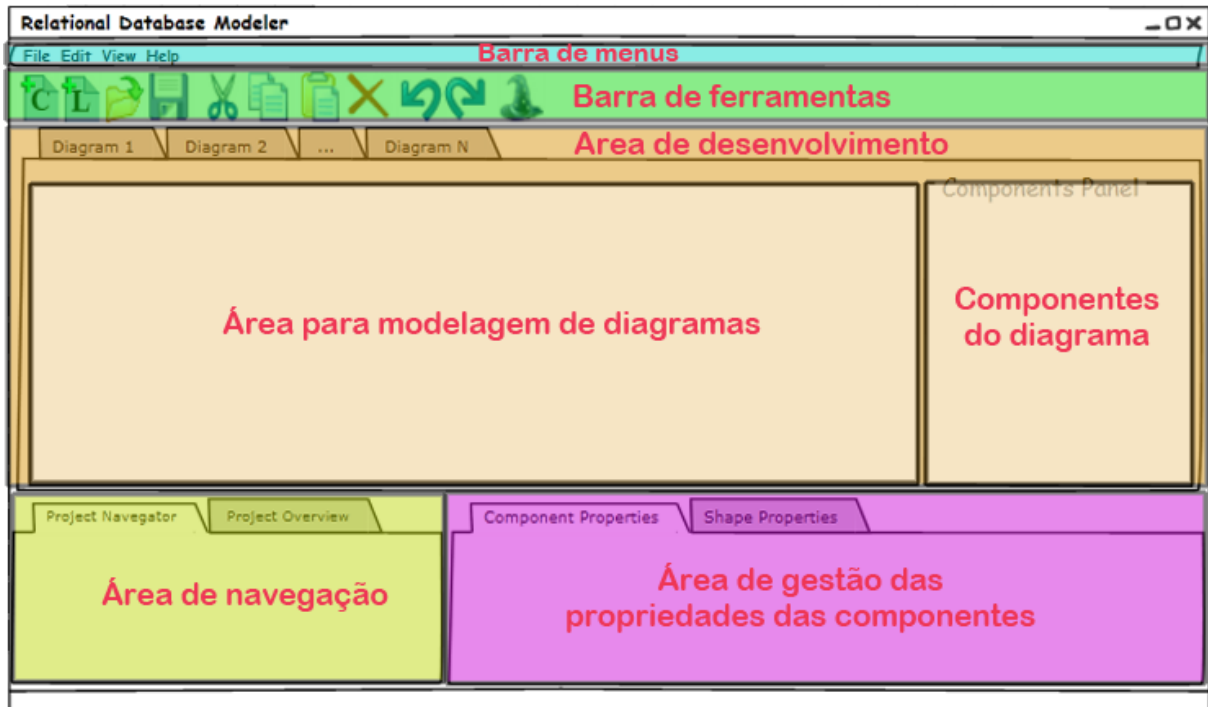 Relational Database Modeler
File Edit View Help
Barra de menus
C L
Barra de ferramentas
Diagram 1 Diagram 2 ... Diagram N
Area de desenvolvimento
Components Panel
Área para modelagem de diagramas
Componentes
do diagrama
Project Navegator Project Overview
Área de navegação
Component Properties Shape Properties
Área de gestão das
propriedades das componentes